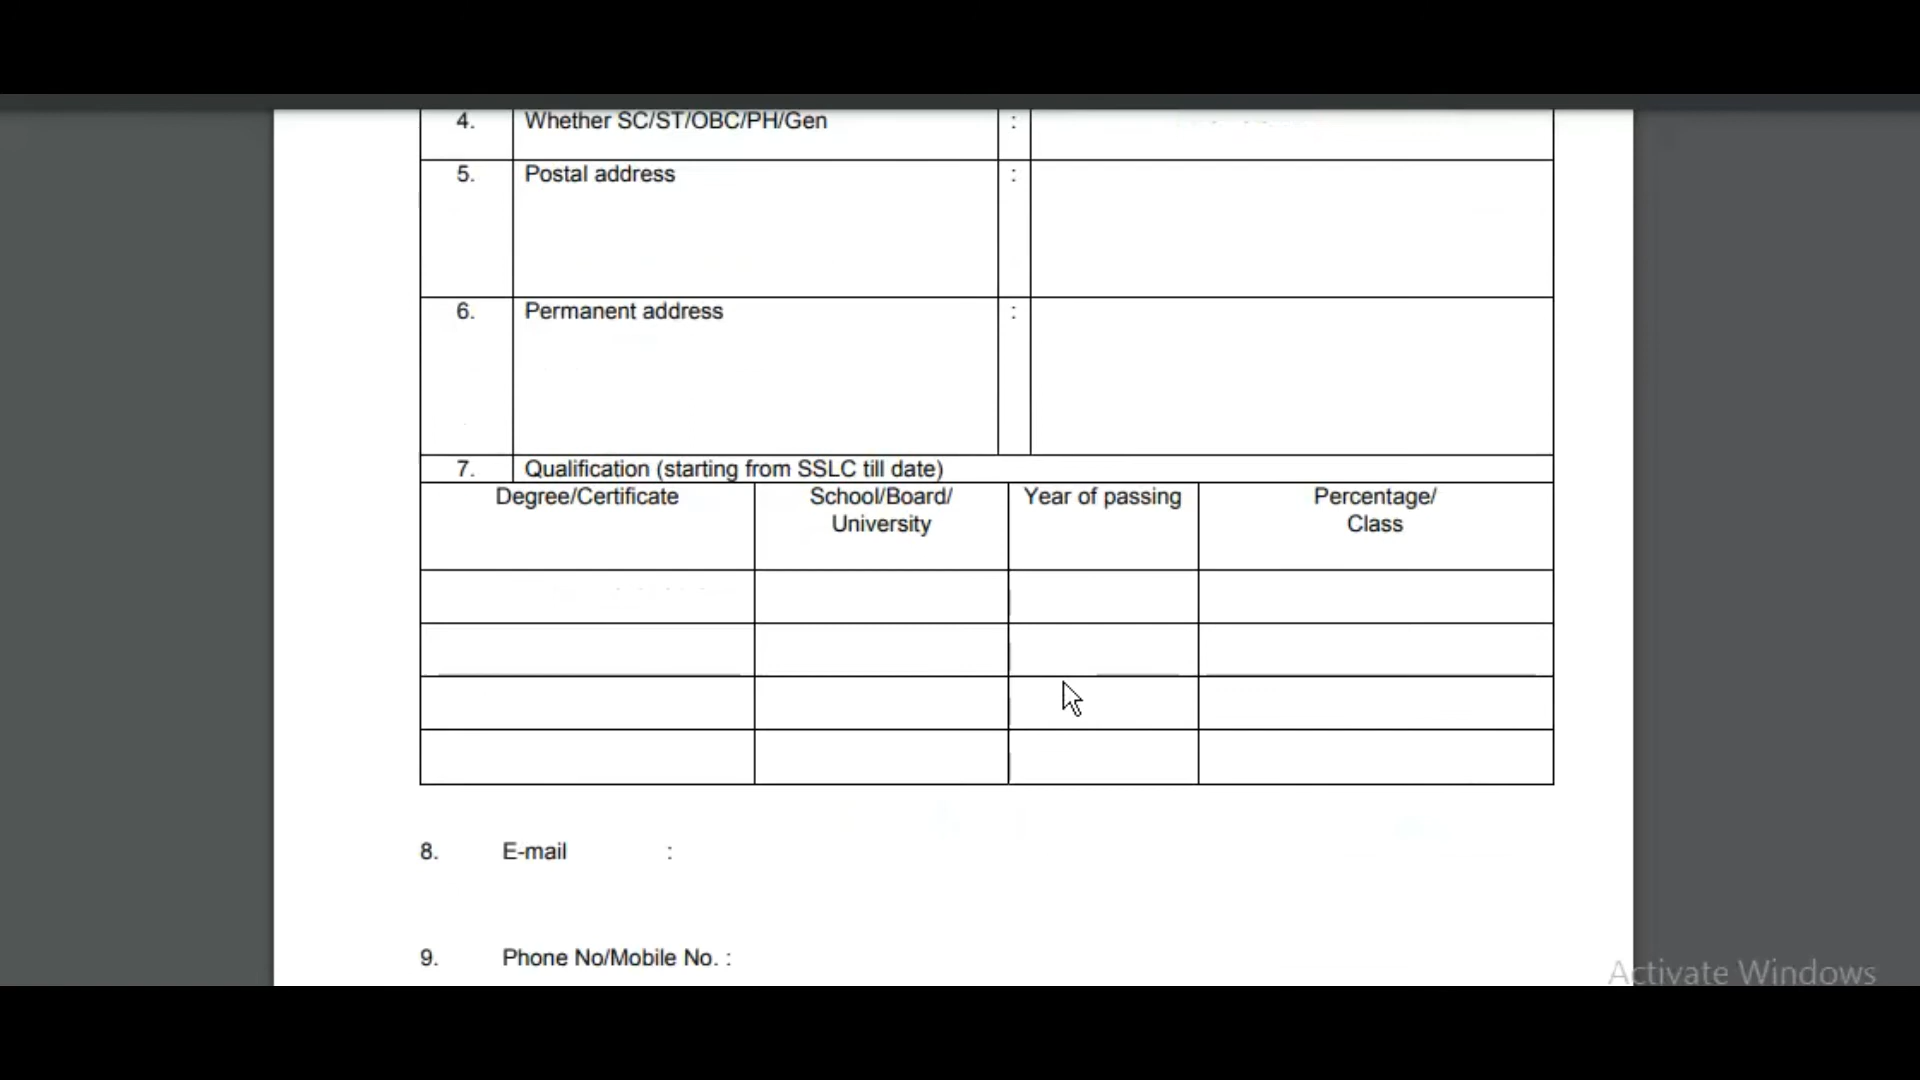 4. Whether SC/ST/OBC/PH/Gen :
5. Postal address :
6. Permanent address :
7. Qualification (starting from SSLC till date)
Degree/Certificate School/Board/ Year of passing Percentage/
University Class
8. E-mail :
9. Phone No/Mobile No. :
Activate Windows